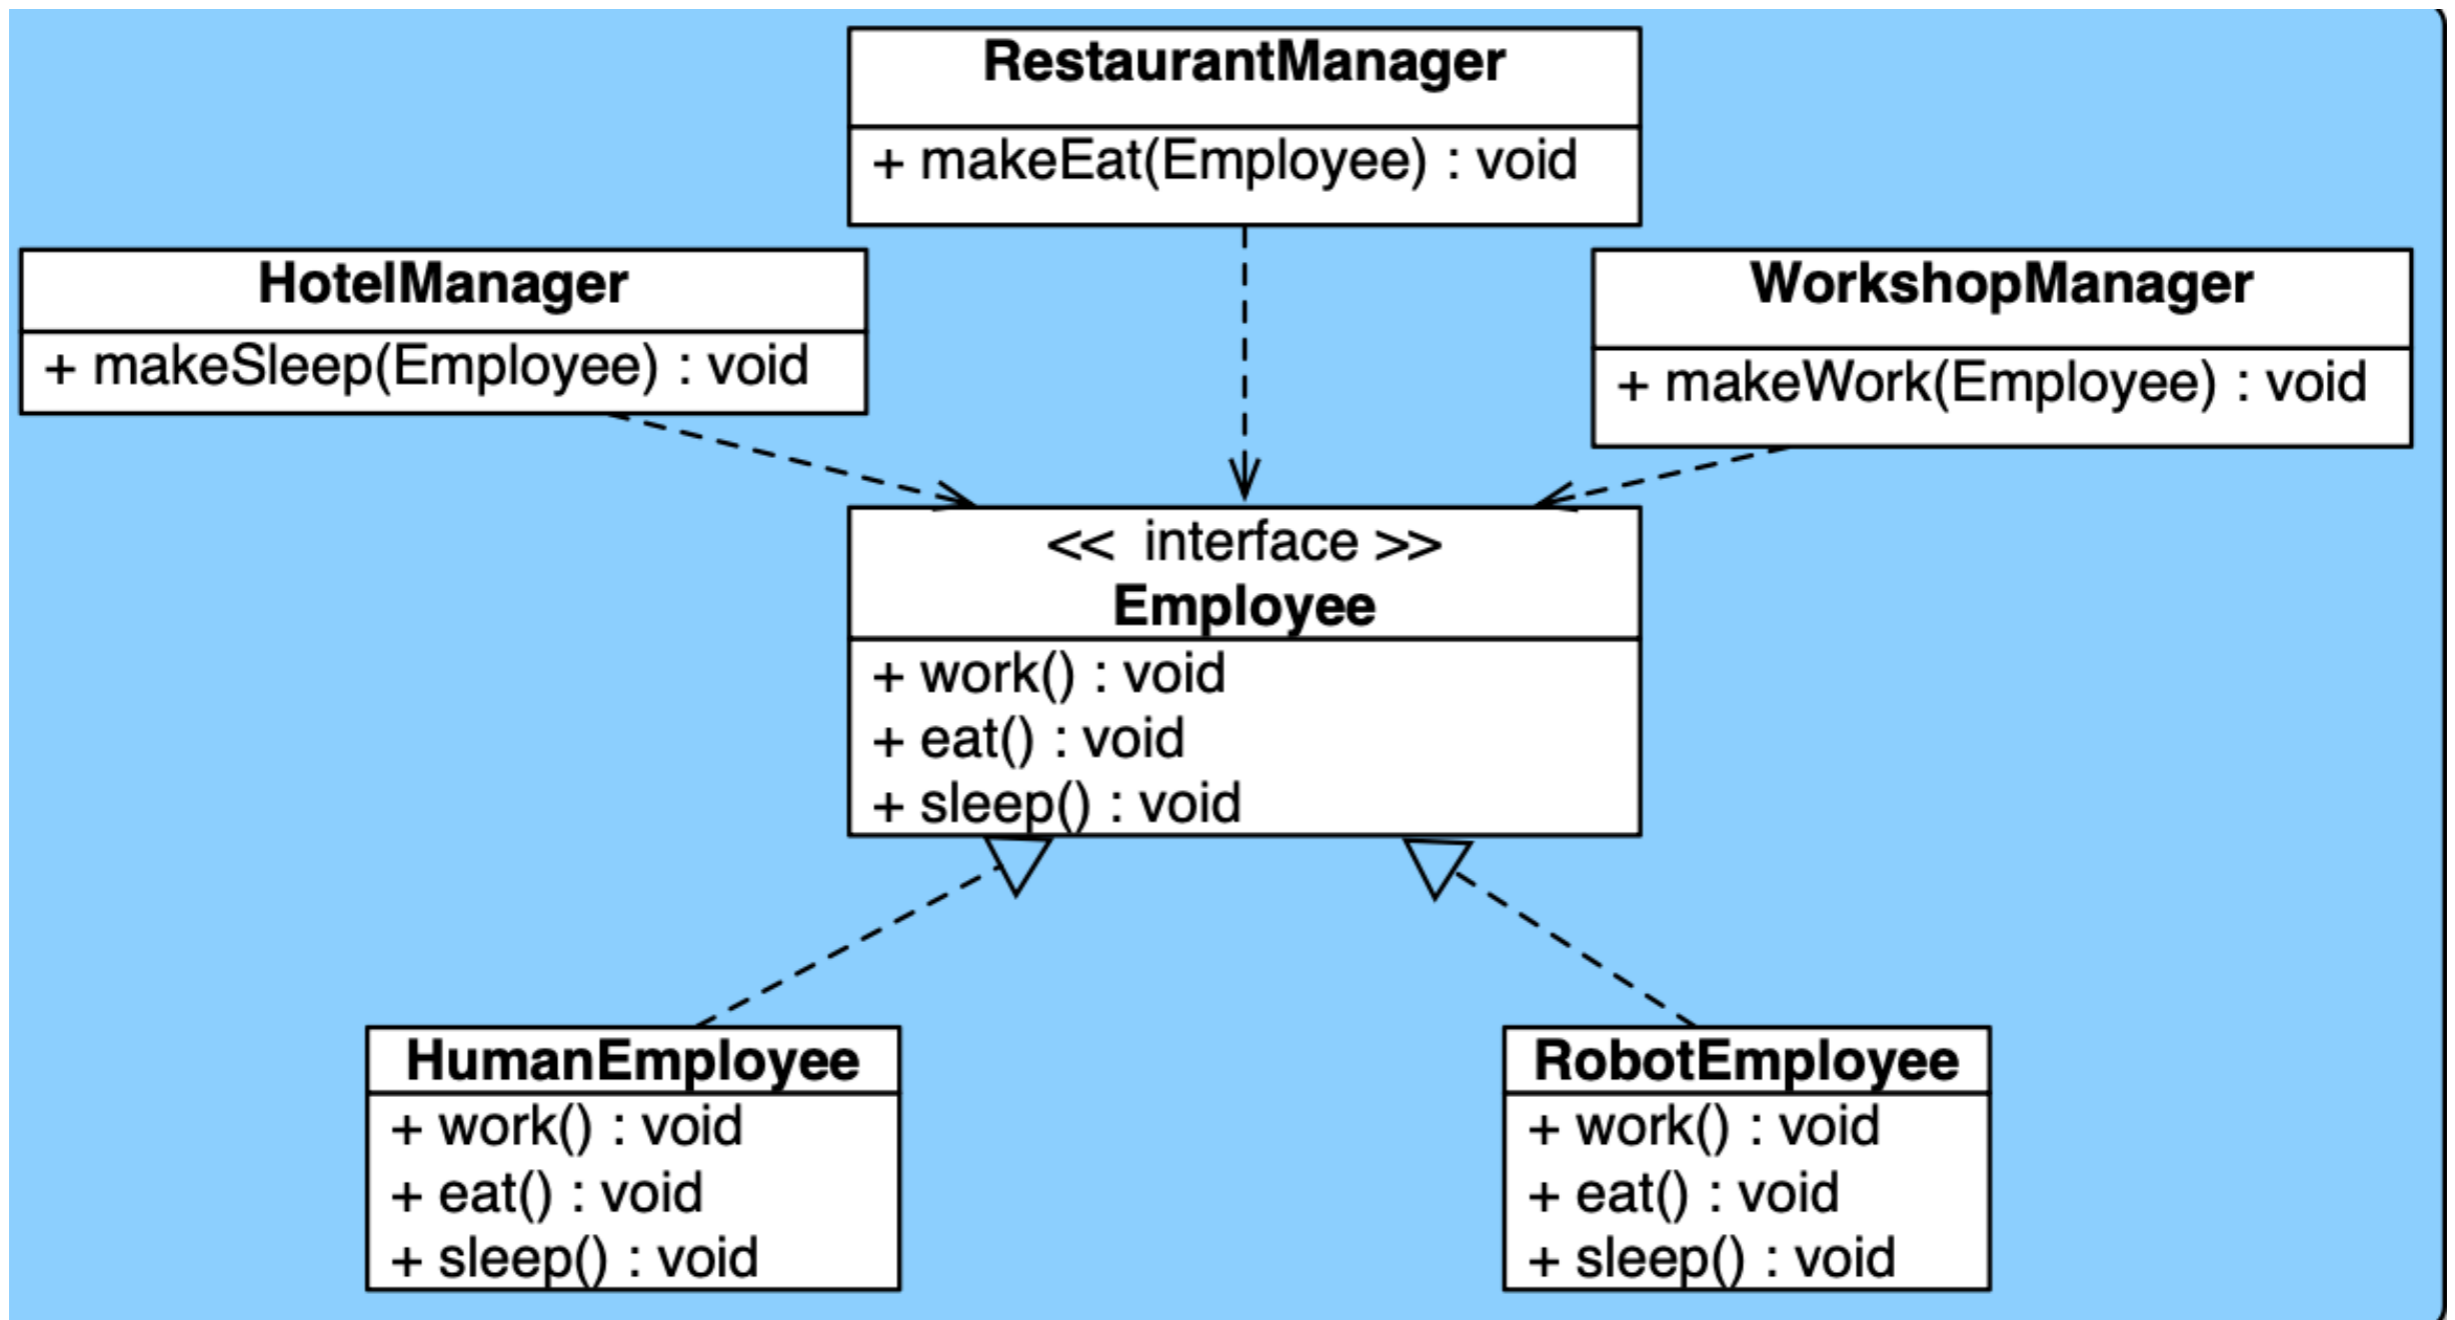 RestaurantManager
+ makeEat(Employee) : void
HotelManager
+ makeSleep(Employee) : void
WorkshopManager
+ makeWork(Employee) : void
<< interface >>
Employee
+ work() : void
+ eat() : void
+ sleep() : void
HumanEmployee
+ work() : void
+ eat() : void
+ sleep() : void
RobotEmployee
+ work() : void
+ eat() : void
+ sleep() : void